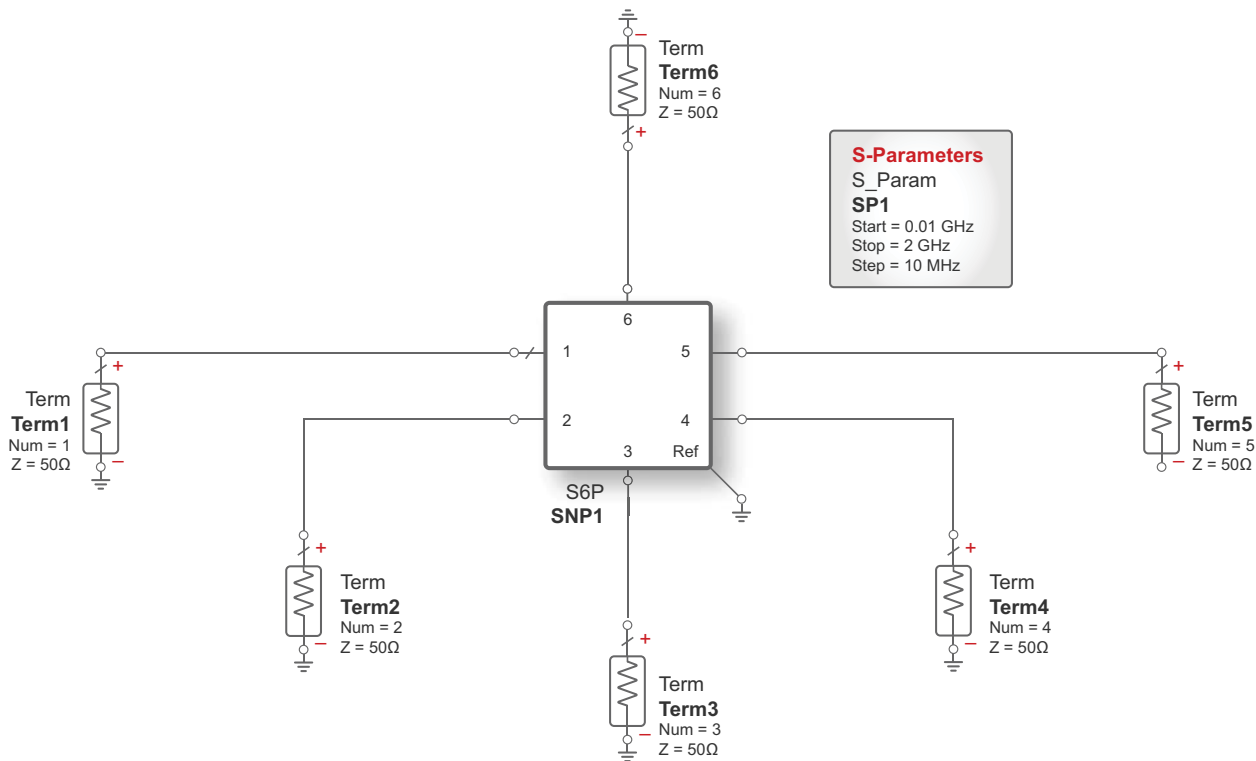 −
Term
Term6
Num = 6
Z = 50Ω
+
S-Parameters
S_Param
SP1
Start = 0.01 GHz
Stop = 2 GHz
Step = 10 MHz
6
1
5
2
4
3
Ref
S6P
SNP1
+
Term
Term1
Num = 1
Z = 50Ω
−
+
Term
Term5
Num = 5
Z = 50Ω
−
+
Term
Term2
Num = 2
Z = 50Ω
−
+
Term
Term4
Num = 4
Z = 50Ω
−
+
Term
Term3
Num = 3
Z = 50Ω
−